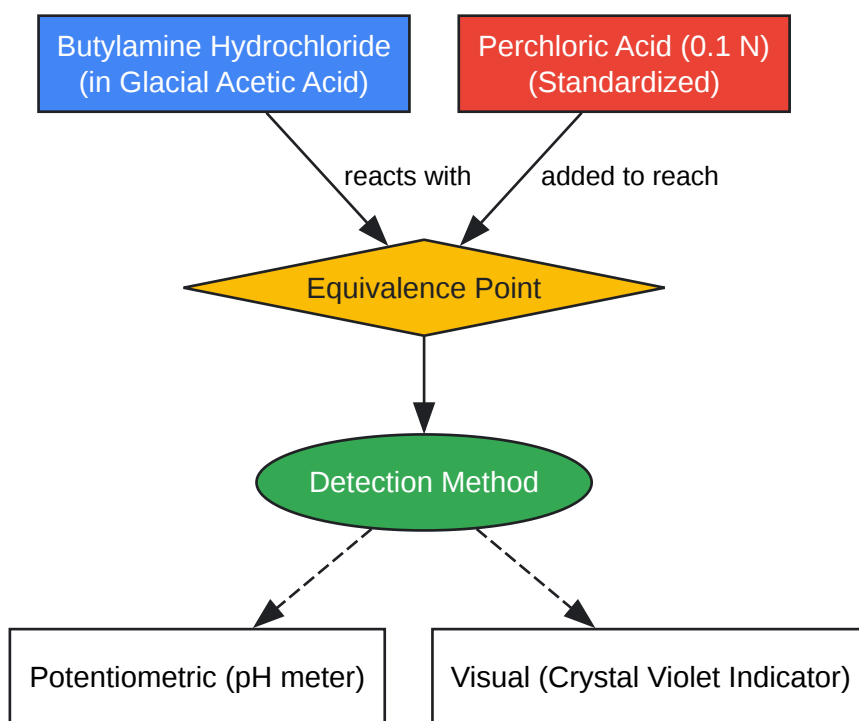 Butylamine Hydrochloride
(in Glacial Acetic Acid)
Perchloric Acid (0.1 N)
(Standardized)
reacts with
added to reach
Equivalence Point
Detection Method
Potentiometric (pH meter)
Visual (Crystal Violet Indicator)